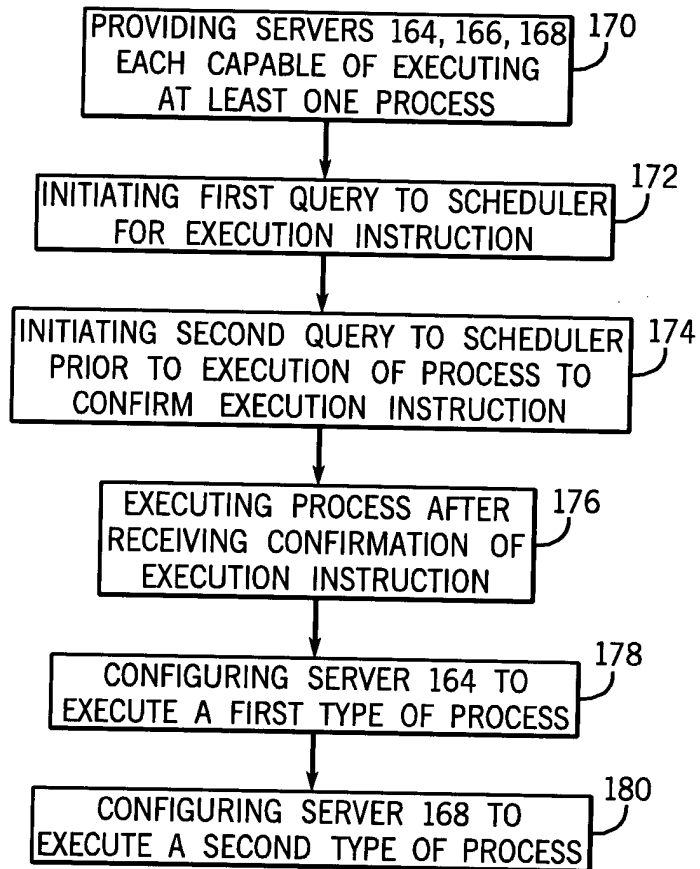 PROVIDING SERVERS 164, 166, 168
EACH CAPABLE OF EXECUTING
AT LEAST ONE PROCESS
170
INITIATING FIRST QUERY TO SCHEDULER
FOR EXECUTION INSTRUCTION
172
INITIATING SECOND QUERY TO SCHEDULER
PRIOR TO EXECUTION OF PROCESS TO
CONFIRM EXECUTION INSTRUCTION
174
EXECUTING PROCESS AFTER
RECEIVING CONFIRMATION OF
EXECUTION INSTRUCTION
176
CONFIGURING SERVER 164 TO
EXECUTE A FIRST TYPE OF PROCESS
178
CONFIGURING SERVER 168 TO
EXECUTE A SECOND TYPE OF PROCESS
180